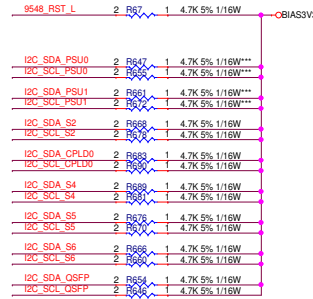 9548_RST_L 2 R67 1 4.7K 5% 1/16W BIAS3V3
I2C_SDA_PSU0 2 R647 1 4.7K 5% 1/16W***
I2C_SCL_PSU0 2 R655 1 4.7K 5% 1/16W***
I2C_SDA_PSU1 2 R661 1 4.7K 5% 1/16W***
I2C_SCL_PSU1 2 R672 1 4.7K 5% 1/16W***
I2C_SDA_S2 2 R668 1 4.7K 5% 1/16W
I2C_SCL_S2 2 R678 1 4.7K 5% 1/16W
I2C_SDA_CPLD0 2 R683 1 4.7K 5% 1/16W
I2C_SCL_CPLD0 2 R690 1 4.7K 5% 1/16W
I2C_SDA_S4 2 R689 1 4.7K 5% 1/16W
I2C_SCL_S4 2 R681 1 4.7K 5% 1/16W
I2C_SDA_S5 2 R676 1 4.7K 5% 1/16W
I2C_SCL_S5 2 R670 1 4.7K 5% 1/16W
I2C_SDA_S6 2 R666 1 4.7K 5% 1/16W
I2C_SCL_S6 2 R660 1 4.7K 5% 1/16W
I2C_SDA_QSFP 2 R654 1 4.7K 5% 1/16W
I2C_SCL_QSFP 2 R646 1 4.7K 5% 1/16W